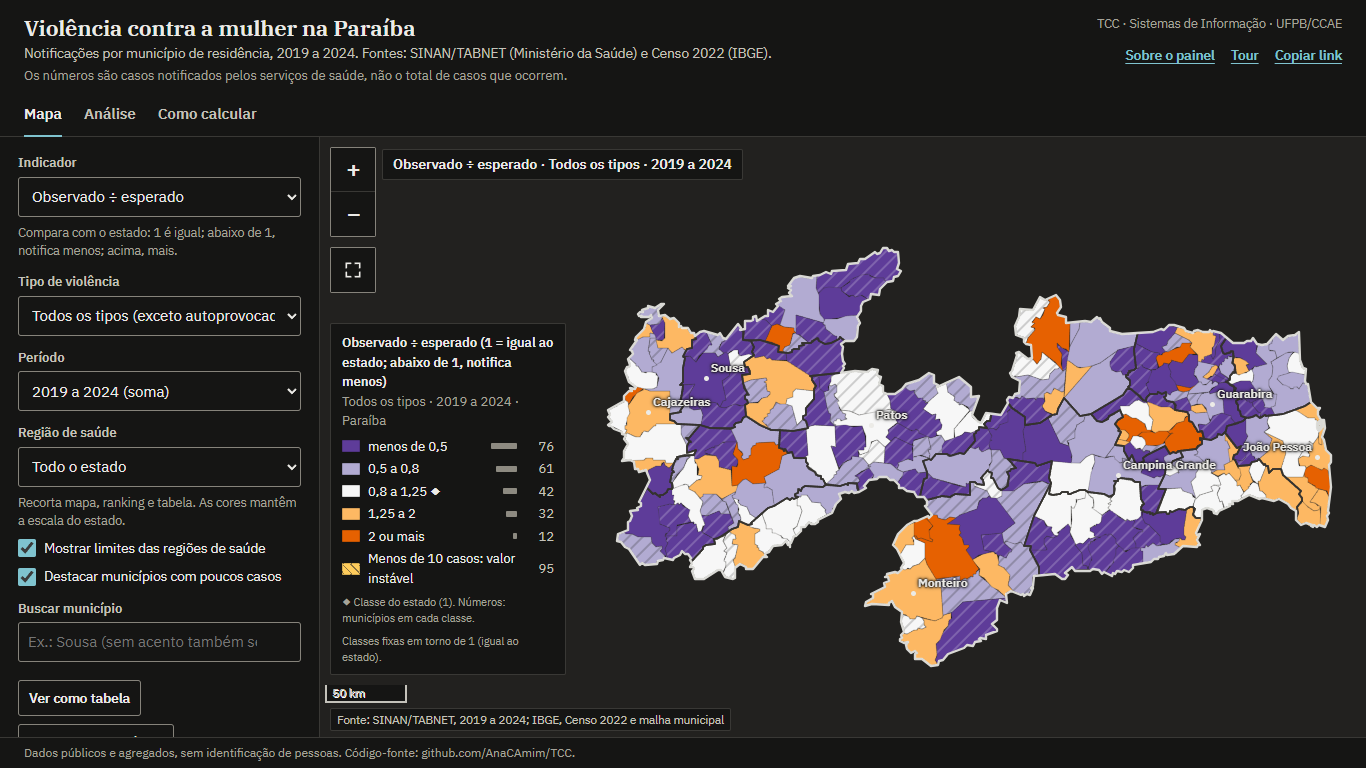 Violência contra a mulher na Paraíba
Notificações por município de residência, 2019 a 2024. Fontes: SINAN/TABNET (Ministério da Saúde) e Censo 2022 (IBGE).
Os números são casos notificados pelos serviços de saúde, não o total de casos que ocorrem.
TCC · Sistemas de Informação · UFPB/CCAE
Sobre o painel Tour Copiar link
Mapa Análise Como calcular
Indicador
Observado ÷ esperado
Compara com o estado: 1 é igual; abaixo de 1,
notifica menos; acima, mais.
Tipo de violência
Todos os tipos (exceto autoprovocac
Período
2019 a 2024 (soma)
Região de saúde
Todo o estado
Recorta mapa, ranking e tabela. As cores mantêm
a escala do estado.
Mostrar limites das regiões de saúde
Destacar municípios com poucos casos
Buscar município
Ex.: Sousa (sem acento também se
Ver como tabela
+
−
Observado ÷ esperado · Todos os tipos · 2019 a 2024
Observado ÷ esperado (1 = igual ao
estado; abaixo de 1, notifica
menos)
Todos os tipos · 2019 a 2024 ·
Paraíba
menos de 0,5 76
0,5 a 0,8 61
0,8 a 1,25 ◆ 42
1,25 a 2 32
2 ou mais 12
Menos de 10 casos: valor
instável 95
◆ Classe do estado (1). Números:
municípios em cada classe.
Classes fixas em torno de 1 (igual ao
estado).
Sousa
Cajazeiras
Patos
Guarabira
João Pessoa
Campina Grande
Monteiro
50 km
Fonte: SINAN/TABNET, 2019 a 2024; IBGE, Censo 2022 e malha municipal
Dados públicos e agregados, sem identificação de pessoas. Código-fonte: github.com/AnaCAmim/TCC.